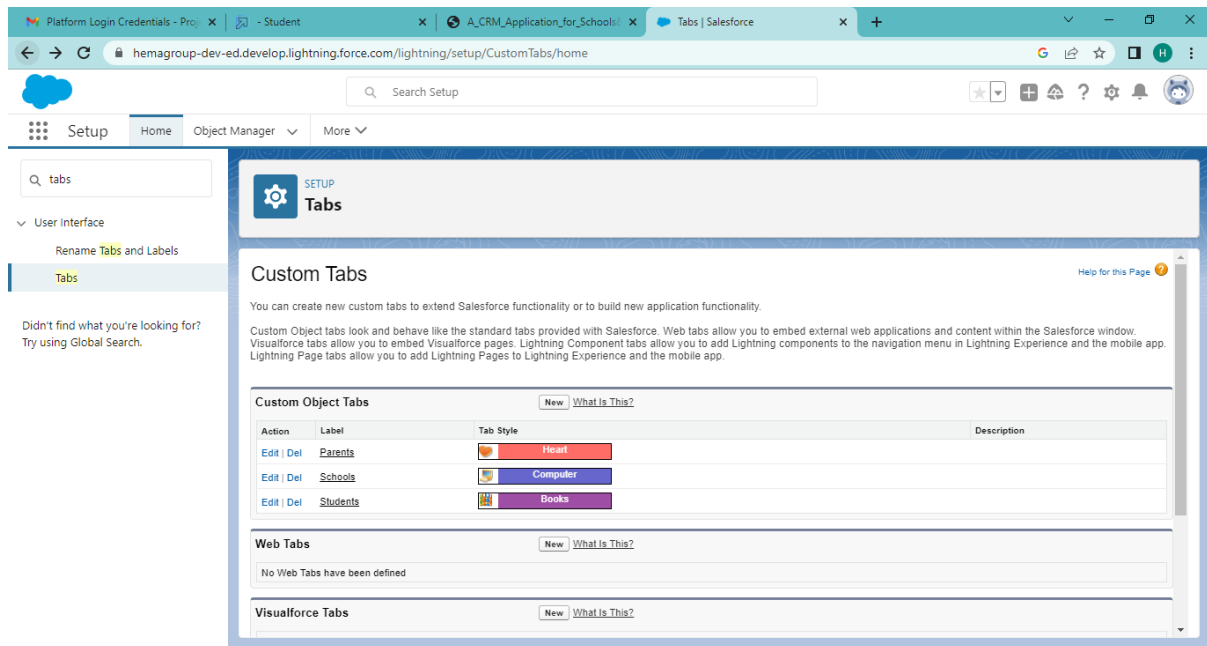 Platform Login Credentials - Proj
- Student
A_CRM_Application_for_Schools&
Tabs | Salesforce
hemagroup-dev-ed.develop.lightning.force.com/lightning/setup/CustomTabs/home
G
H
Search Setup
Setup
Home
Object Manager
More
tabs
User Interface
Rename Tabs and Labels
Tabs
Didn't find what you're looking for?
Try using Global Search.
SETUP
Tabs
Custom Tabs
Help for this Page
You can create new custom tabs to extend Salesforce functionality or to build new application functionality.
Custom Object tabs look and behave like the standard tabs provided with Salesforce. Web tabs allow you to embed external web applications and content within the Salesforce window.
Visualforce tabs allow you to embed Visualforce pages. Lightning Component tabs allow you to add Lightning components to the navigation menu in Lightning Experience and the mobile app.
Lightning Page tabs allow you to add Lightning Pages to Lightning Experience and the mobile app.
Custom Object Tabs New What Is This?
Action Label Tab Style Description
Edit | Del Parents Heart
Edit | Del Schools Computer
Edit | Del Students Books
Web Tabs New What Is This?
No Web Tabs have been defined
Visualforce Tabs New What Is This?